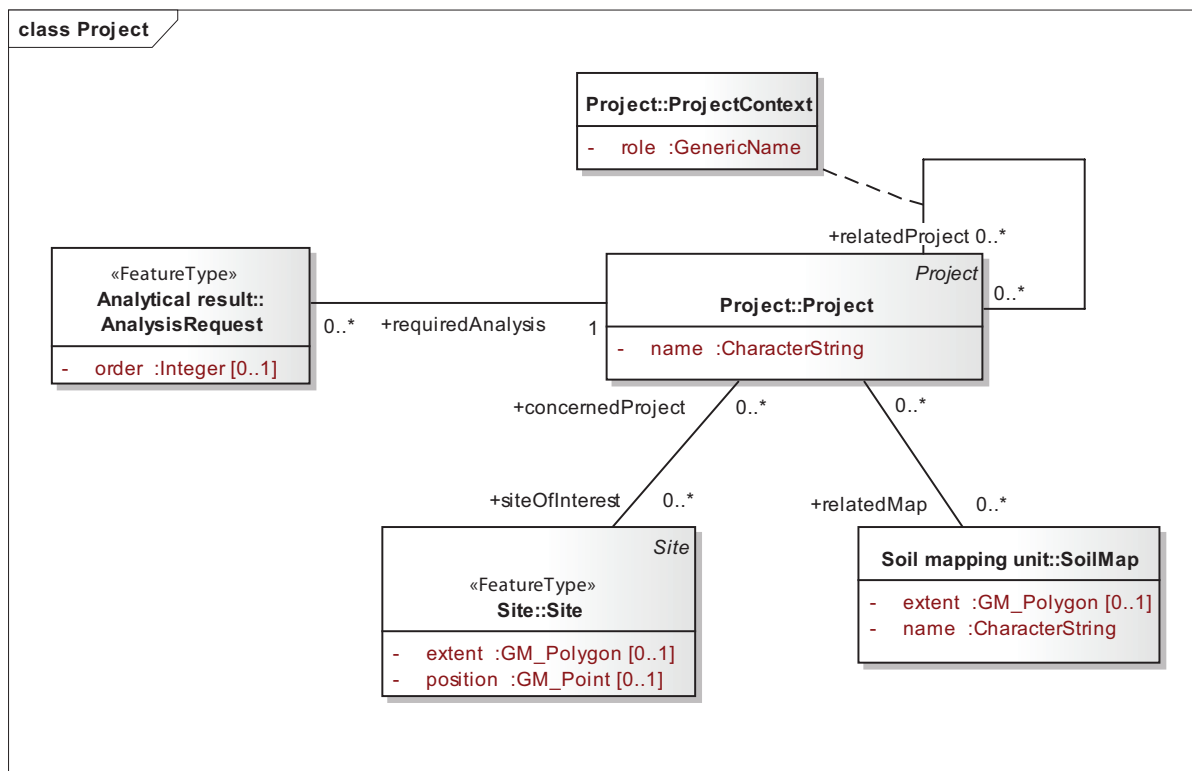 class Project
Project::ProjectContext
- role :GenericName
+relatedProject 0..*
«FeatureType»
Analytical result::
AnalysisRequest
- order :Integer [0..1]
0..*
+requiredAnalysis
1
Project
Project::Project
- name :CharacterString
0..*
+concernedProject
0..*
0..*
+siteOfInterest
0..*
+relatedMap
0..*
Site
«FeatureType»
Site::Site
- extent :GM_Polygon [0..1]
- position :GM_Point [0..1]
Soil mapping unit::SoilMap
- extent :GM_Polygon [0..1]
- name :CharacterString